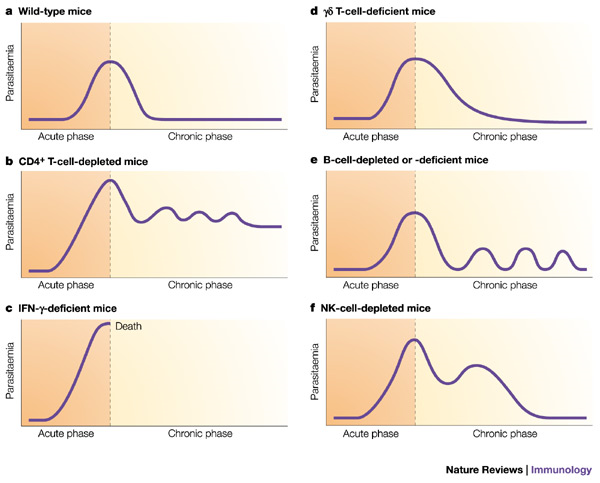 a Wild-type mice
Parasitaemia
Acute phase
Chronic phase
b CD4+ T-cell-depleted mice
Parasitaemia
Acute phase
Chronic phase
c IFN-γ-deficient mice
Death
Parasitaemia
Acute phase
Chronic phase
d γδ T-cell-deficient mice
Parasitaemia
Acute phase
Chronic phase
e B-cell-depleted or -deficient mice
Parasitaemia
Acute phase
Chronic phase
f NK-cell-depleted mice
Parasitaemia
Acute phase
Chronic phase
Nature Reviews | Immunology